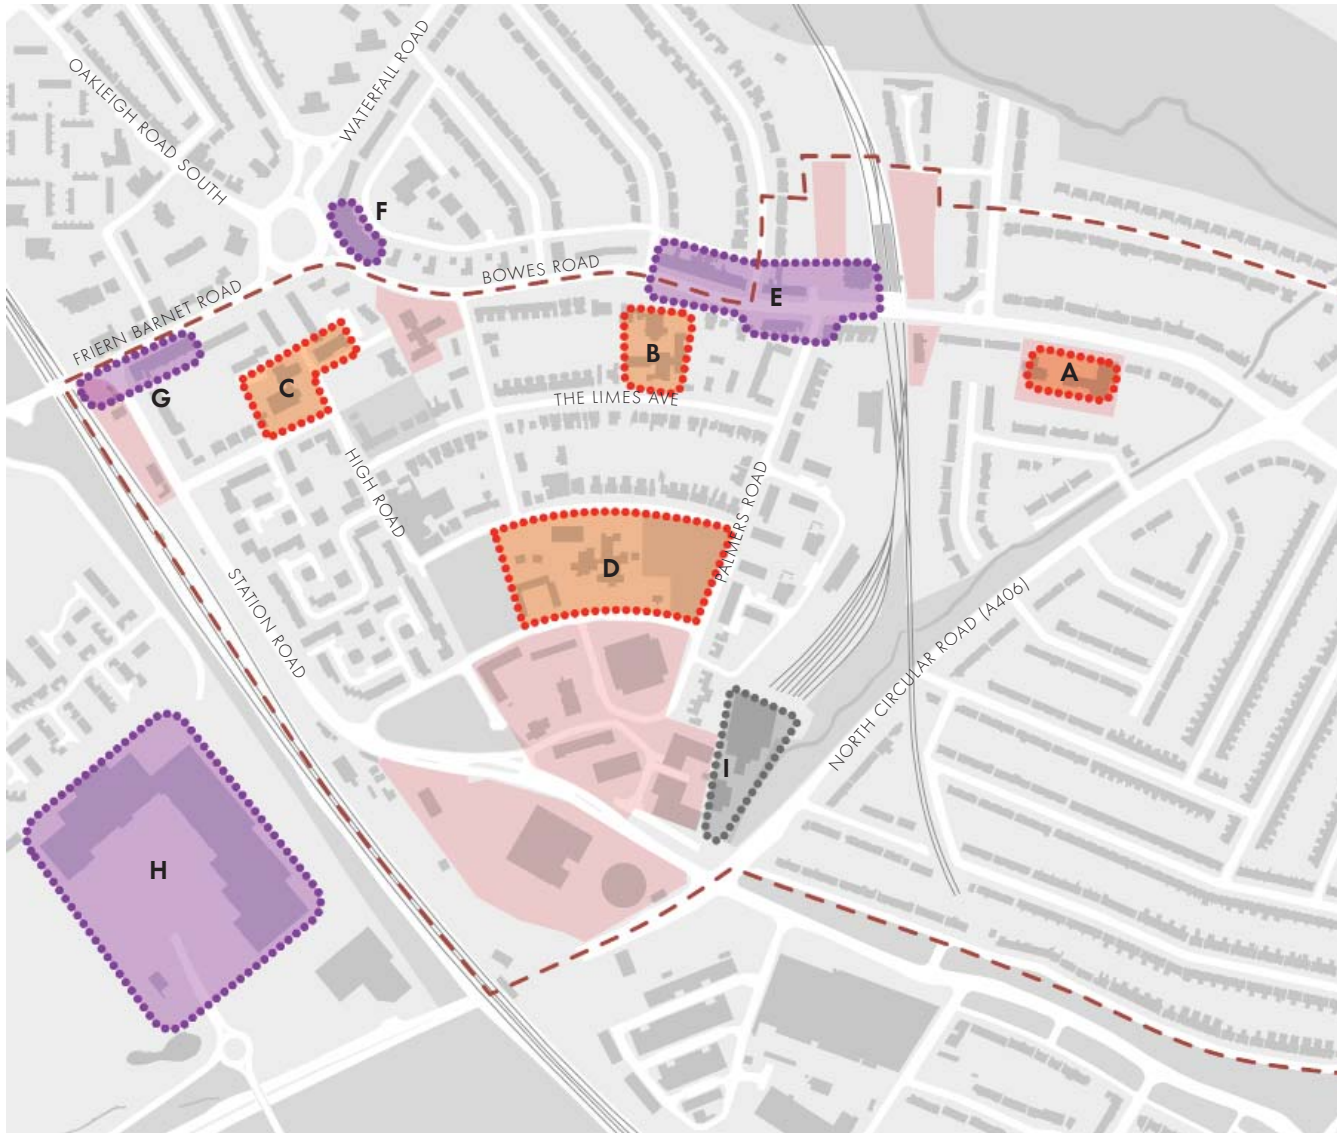 OAKLEIGH ROAD SOUTH
WATERFALL ROAD
F
BOWES ROAD
E
FRIERN BARNET ROAD
B
A
C
G
THE LIMES AVE
HIGH ROAD
PALMERS ROAD
D
STATION ROAD
NORTH CIRCULAR ROAD (A406)
I
H